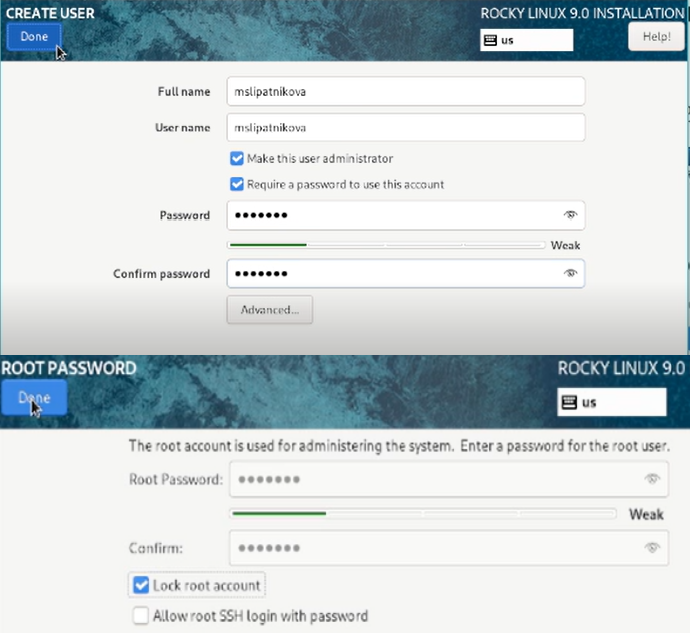 CREATE USER
ROCKY LINUX 9.0 INSTALLATION
Done
us
Help!
Full name
mslipatnikova
User name
mslipatnikova
Make this user administrator
Require a password to use this account
Password
•••••••
Weak
Confirm password
•••••••
Advanced...
ROOT PASSWORD
ROCKY LINUX 9.0
Done
us
The root account is used for administering the system. Enter a password for the root user.
Root Password:
•••••••
Weak
Confirm:
•••••••
Lock root account
Allow root SSH login with password